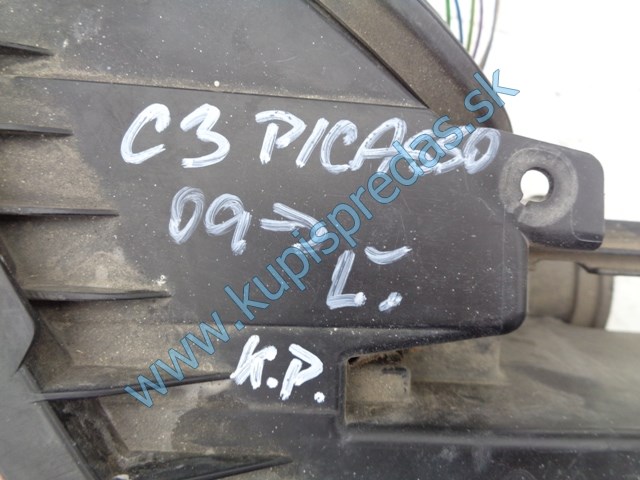 C3 PICASSO
09->
Ľ.
K.P.
www.kupispredas.sk